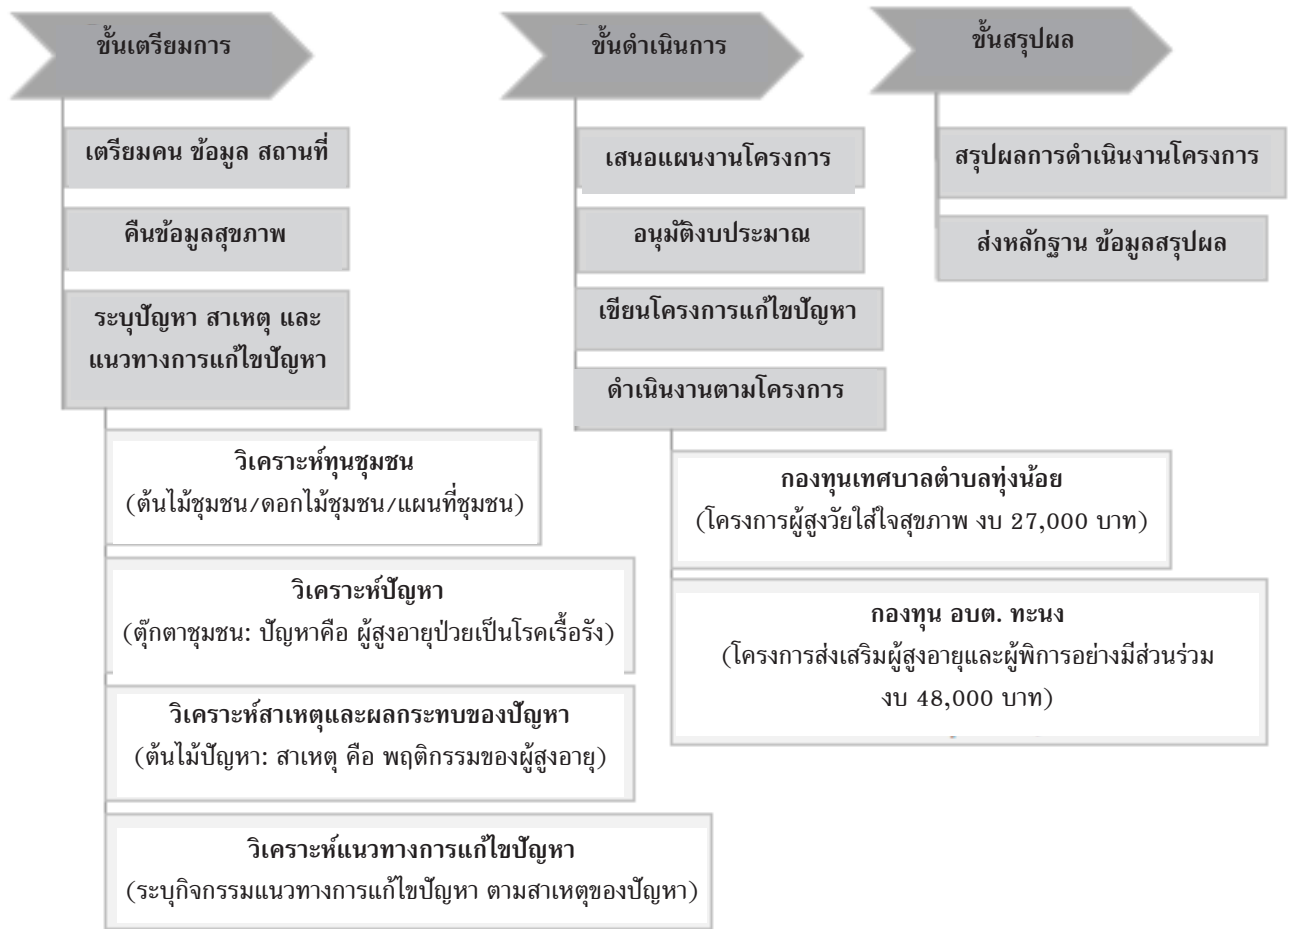 ขั้นเตรียมการ
เตรียมคน ข้อมูล สถานที่
คืนข้อมูลสุขภาพ
ระบุปัญหา สาเหตุ และ
แนวทางการแก้ไขปัญหา
วิเคราะห์ทุนชุมชน
(ต้นไม้ชุมชน/ดอกไม้ชุมชน/แผนที่ชุมชน)
วิเคราะห์ปัญหา
(ตุ๊กตาชุมชน: ปัญหาคือ ผู้สูงอายุป่วยเป็นโรคเรื้อรัง)
วิเคราะห์สาเหตุและผลกระทบของปัญหา
(ต้นไม้ปัญหา: สาเหตุ คือ พฤติกรรมของผู้สูงอายุ)
วิเคราะห์แนวทางการแก้ไขปัญหา
(ระบุกิจกรรมแนวทางการแก้ไขปัญหา ตามสาเหตุของปัญหา)
ขั้นดำเนินการ
เสนอแผนงานโครงการ
อนุมัติงบประมาณ
เขียนโครงการแก้ไขปัญหา
ดำเนินงานตามโครงการ
กองทุนเทศบาลตำบลทุ่งน้อย
(โครงการผู้สูงวัยใส่ใจสุขภาพ งบ 27,000 บาท)
กองทุน อบต. ทะนง
(โครงการส่งเสริมผู้สูงอายุและผู้พิการอย่างมีส่วนร่วม
งบ 48,000 บาท)
ขั้นสรุปผล
สรุปผลการดำเนินงานโครงการ
ส่งหลักฐาน ข้อมูลสรุปผล